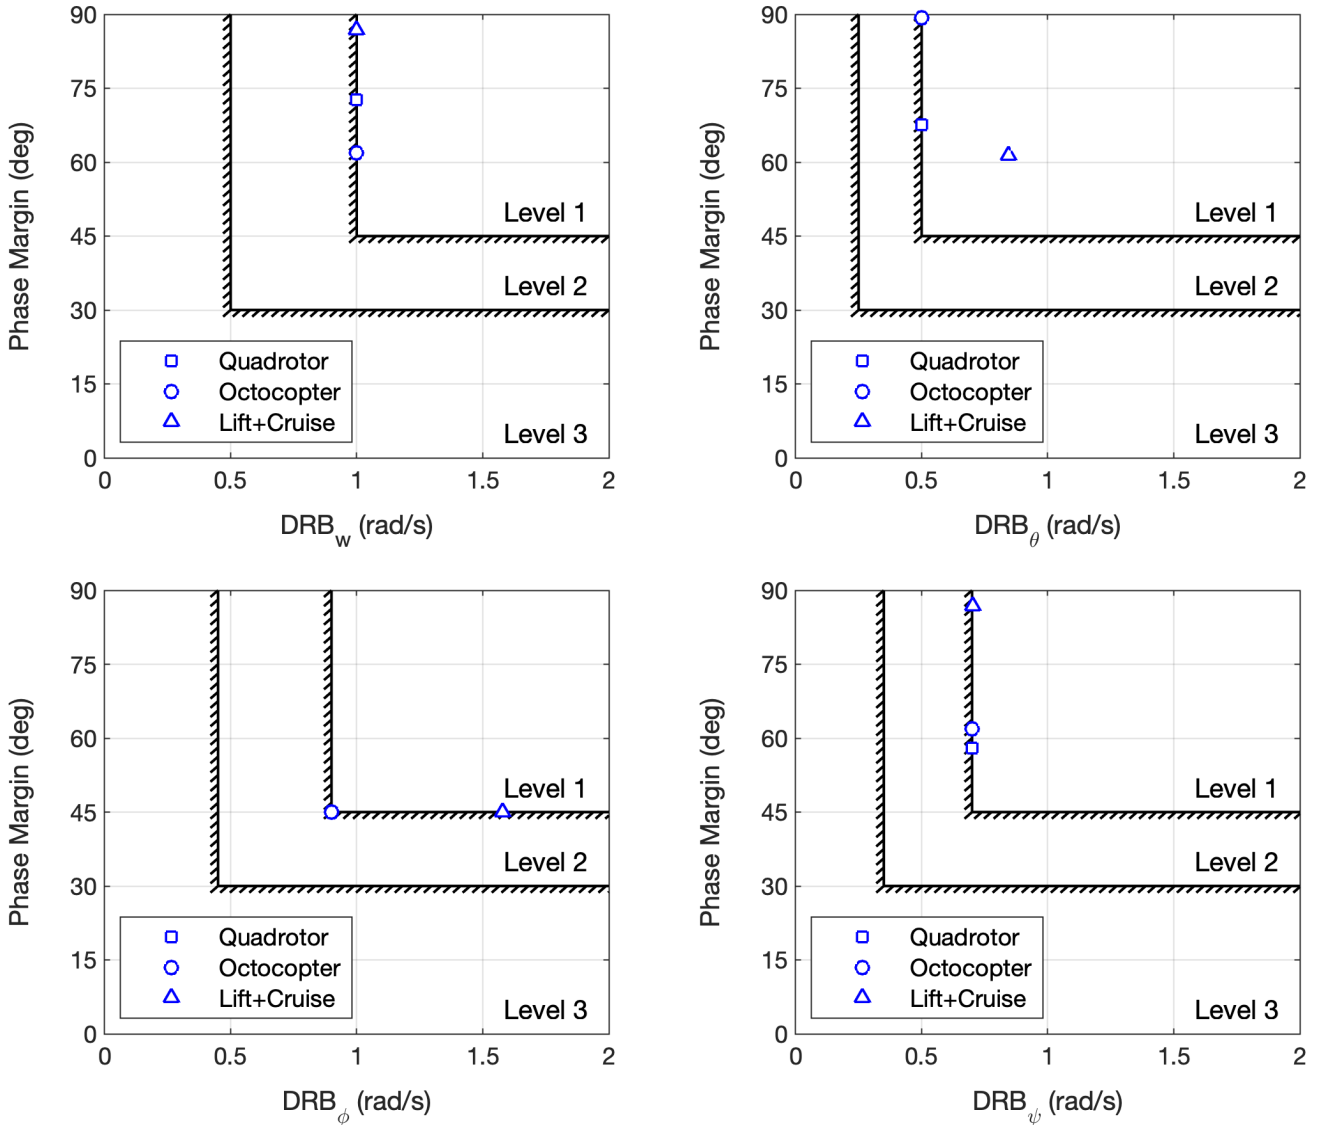 90
75
60
45
30
15
0
Phase Margin (deg)
Level 1
Level 2
Level 3
Quadrotor
Octocopter
Lift+Cruise
0 0.5 1 1.5 2
DRB_w (rad/s)
90
75
60
45
30
15
0
Phase Margin (deg)
Level 1
Level 2
Level 3
Quadrotor
Octocopter
Lift+Cruise
0 0.5 1 1.5 2
DRB_θ (rad/s)
90
75
60
45
30
15
0
Phase Margin (deg)
Level 1
Level 2
Level 3
Quadrotor
Octocopter
Lift+Cruise
0 0.5 1 1.5 2
DRB_ϕ (rad/s)
90
75
60
45
30
15
0
Phase Margin (deg)
Level 1
Level 2
Level 3
Quadrotor
Octocopter
Lift+Cruise
0 0.5 1 1.5 2
DRB_ψ (rad/s)